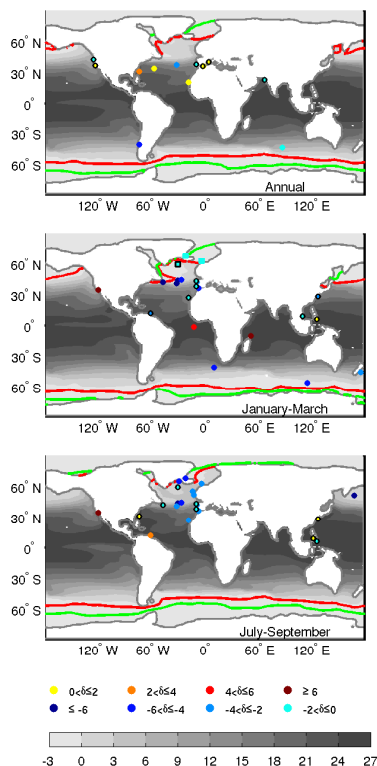 60° N
30° N
0°
30° S
60° S
Annual
120° W 60° W 0° 60° E 120° E
60° N
30° N
0°
30° S
60° S
January-March
120° W 60° W 0° 60° E 120° E
60° N
30° N
0°
30° S
60° S
July-September
120° W 60° W 0° 60° E 120° E
0<δ≤2 2<δ≤4 4<δ≤6 ≥ 6
≤ -6 -6<δ≤-4 -4<δ≤-2 -2<δ≤0
-3 0 3 6 9 12 15 18 21 24 27